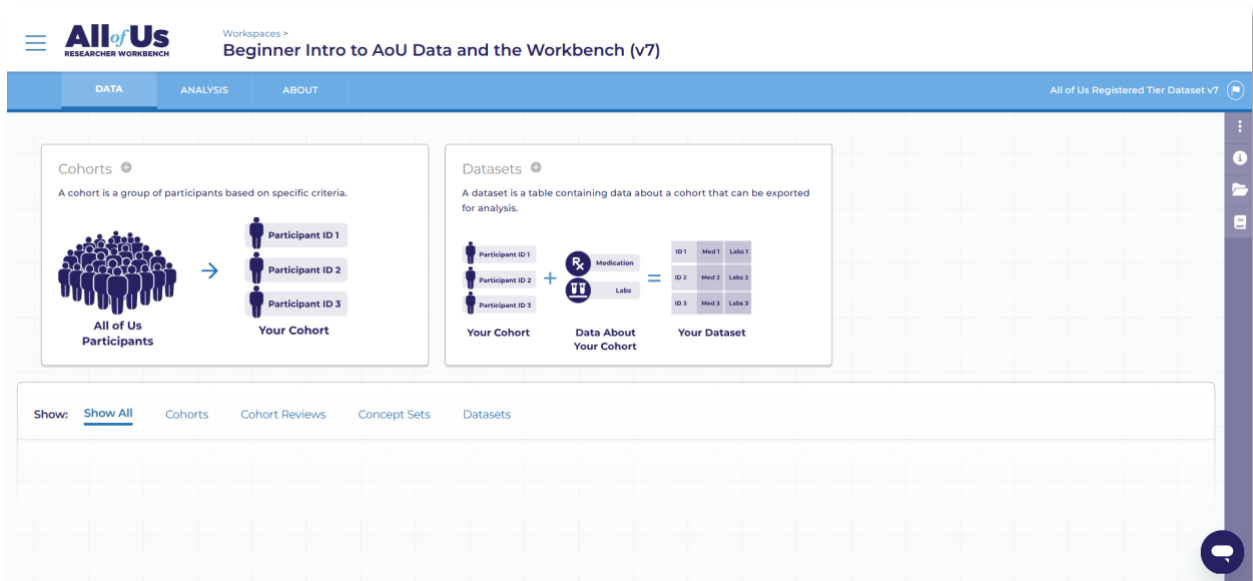 All of Us
RESEARCHER WORKBENCH
Workspaces >
Beginner Intro to AoU Data and the Workbench (v7)
DATA
ANALYSIS
ABOUT
All of Us Registered Tier Dataset v7
Cohorts
A cohort is a group of participants based on specific criteria.
Participant ID 1
Participant ID 2
Participant ID 3
All of Us
Participants
Your Cohort
Datasets
A dataset is a table containing data about a cohort that can be exported
for analysis.
Participant ID 1
Participant ID 2
Participant ID 3
+
Rx
Medication
Labs
=
ID 1 Med 1 Labs 1
ID 2 Med 2 Labs 2
ID 3 Med 3 Labs 3
Your Cohort
Data About
Your Cohort
Your Dataset
Show: Show All Cohorts Cohort Reviews Concept Sets Datasets